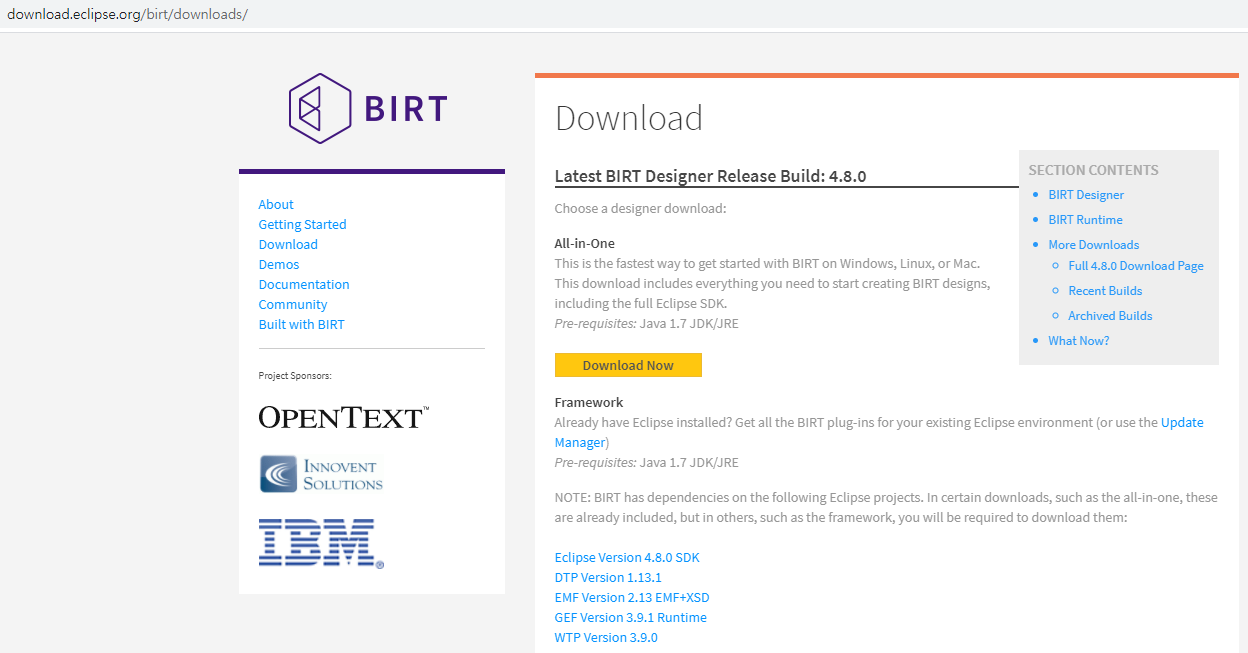 download.eclipse.org/birt/downloads/
BIRT
About
Getting Started
Download
Demos
Documentation
Community
Built with BIRT
Project Sponsors:
OPENTEXT™
INNOVENT
SOLUTIONS
IBM®
Download
Latest BIRT Designer Release Build: 4.8.0
Choose a designer download:
All-in-One
This is the fastest way to get started with BIRT on Windows, Linux, or Mac.
This download includes everything you need to start creating BIRT designs,
including the full Eclipse SDK.
Pre-requisites: Java 1.7 JDK/JRE
Download Now
Framework
Already have Eclipse installed? Get all the BIRT plug-ins for your existing Eclipse environment (or use the Update
Manager)
Pre-requisites: Java 1.7 JDK/JRE
NOTE: BIRT has dependencies on the following Eclipse projects. In certain downloads, such as the all-in-one, these
are already included, but in others, such as the framework, you will be required to download them:
Eclipse Version 4.8.0 SDK
DTP Version 1.13.1
EMF Version 2.13 EMF+XSD
GEF Version 3.9.1 Runtime
WTP Version 3.9.0
SECTION CONTENTS
BIRT Designer
BIRT Runtime
More Downloads
Full 4.8.0 Download Page
Recent Builds
Archived Builds
What Now?